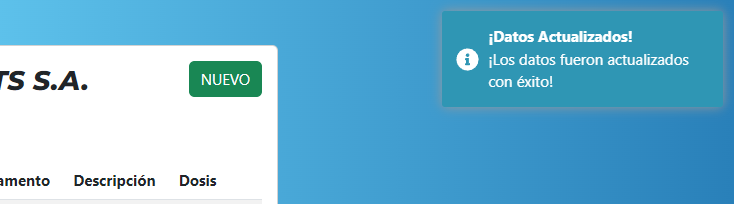 ¡Datos Actualizados!
¡Los datos fueron actualizados
con éxito!
TS S.A.
NUEVO
amento Descripción Dosis